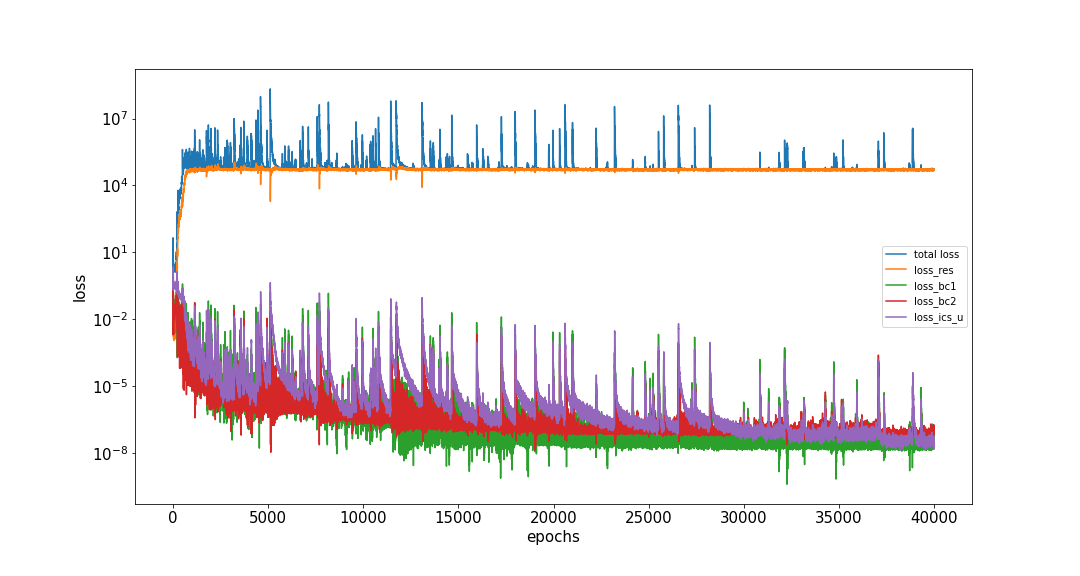 loss
10^7
10^4
10^1
10^-2
10^-5
10^-8
total loss
loss_res
loss_bc1
loss_bc2
loss_ics_u
0 5000 10000 15000 20000 25000 30000 35000 40000
epochs